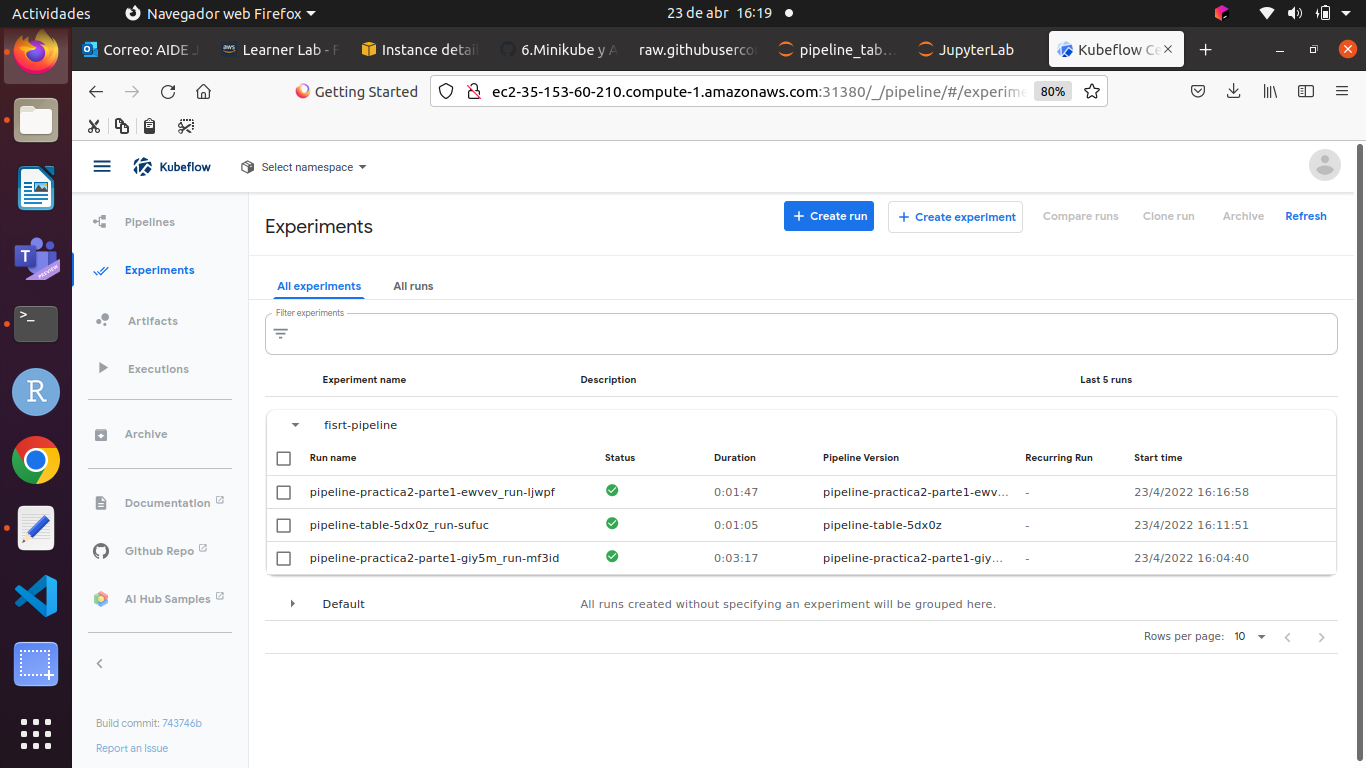 Actividades Navegador web Firefox 23 de abr 16:19
Correo: AIDE J Learner Lab - F Instance detail 6.Minikube y A raw.githubusercon pipeline_tab… JupyterLab Kubeflow Ce
Getting Started ec2-35-153-60-210.compute-1.amazonaws.com:31380/_/pipeline/#/experime 80%
Kubeflow Select namespace
Pipelines
Experiments
Artifacts
Executions
Archive
Documentation
Github Repo
AI Hub Samples
Build commit: 743746b
Report an Issue
Experiments + Create run + Create experiment Compare runs Clone run Archive Refresh
All experiments All runs
Filter experiments
Experiment name Description Last 5 runs
fisrt-pipeline
Run name Status Duration Pipeline Version Recurring Run Start time
pipeline-practica2-parte1-ewvev_run-ljwpf 0:01:47 pipeline-practica2-parte1-ewv… - 23/4/2022 16:16:58
pipeline-table-5dx0z_run-sufuc 0:01:05 pipeline-table-5dx0z - 23/4/2022 16:11:51
pipeline-practica2-parte1-giy5m_run-mf3id 0:03:17 pipeline-practica2-parte1-giy… - 23/4/2022 16:04:40
Default All runs created without specifying an experiment will be grouped here.
Rows per page: 10